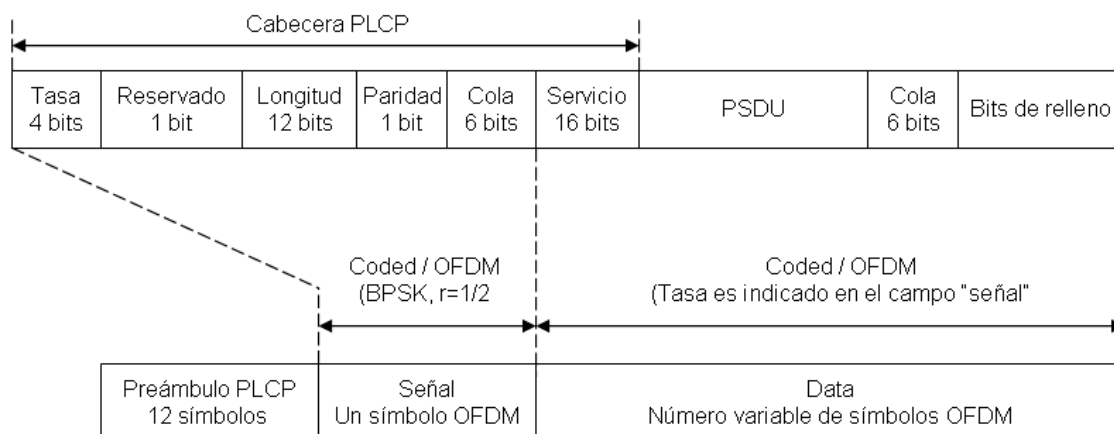 Cabecera PLCP
Tasa
4 bits
Reservado
1 bit
Longitud
12 bits
Paridad
1 bit
Cola
6 bits
Servicio
16 bits
PSDU
Cola
6 bits
Bits de relleno
Coded / OFDM
(BPSK, r=1/2
Coded / OFDM
(Tasa es indicado en el campo "señal"
Preámbulo PLCP
12 símbolos
Señal
Un símbolo OFDM
Data
Número variable de símbolos OFDM